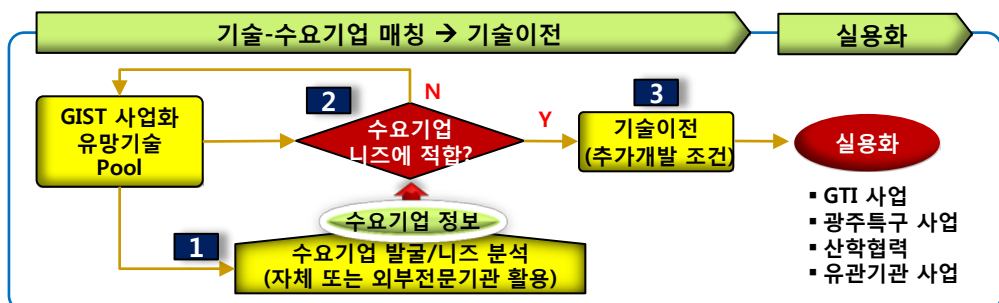 기술-수요기업 매칭 → 기술이전
실용화
GIST 사업화
유망기술
Pool
2
N
수요기업
니즈에 적합?
Y
3
기술이전
(추가개발 조건)
실용화
수요기업 정보
1
수요기업 발굴/니즈 분석
(자체 또는 외부전문기관 활용)
▪ GTI 사업
▪ 광주특구 사업
▪ 산학협력
▪ 유관기관 사업